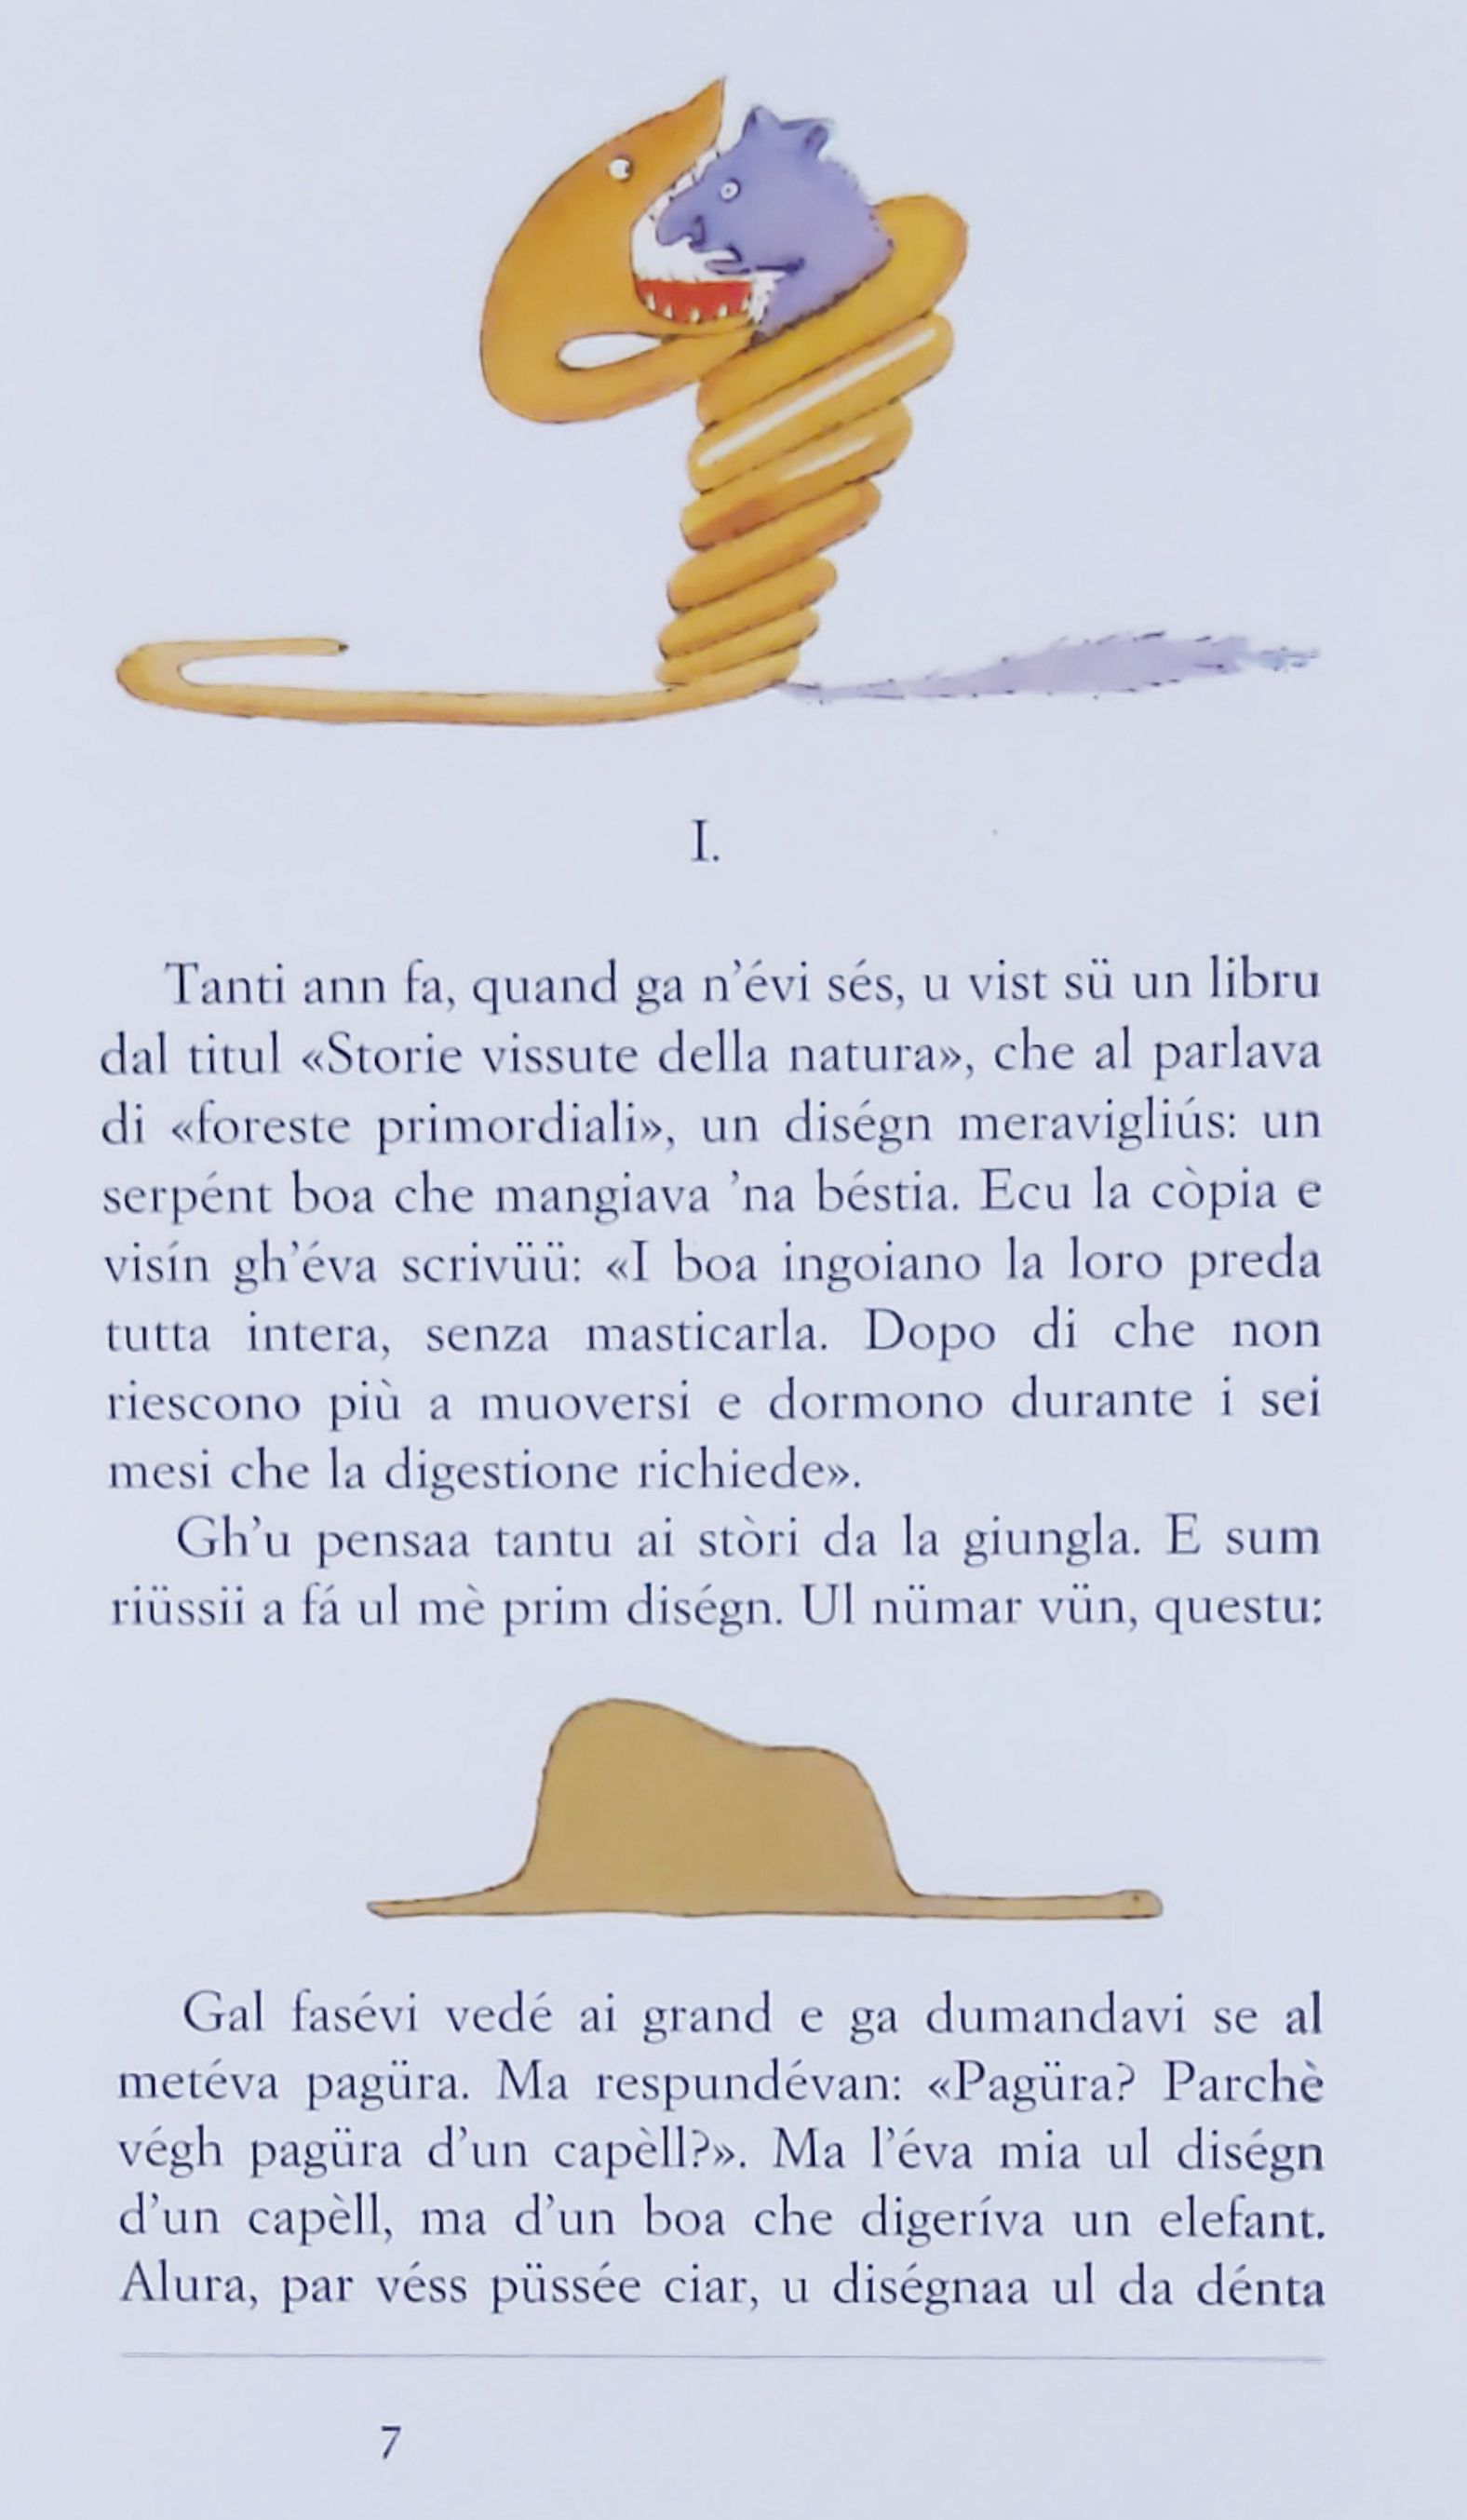 I.
Tanti ann fa, quand ga n'évi sés, u vist sü un libru
dal titul «Storie vissute della natura», che al parlava
di «foreste primordiali», un diségn meravigliús: un
serpént boa che mangiava 'na béstia. Ecu la còpia e
visín gh'éva scrivüü: «I boa ingoiano la loro preda
tutta intera, senza masticarla. Dopo di che non
riescono più a muoversi e dormono durante i sei
mesi che la digestione richiede».
Gh'u pensaa tantu ai stòri da la giungla. E sum
riüssii a fá ul mè prim diségn. Ul nümar vün, questu:
Gal fasévi vedé ai grand e ga dumandavi se al
metéva pagüra. Ma respundévan: «Pagüra? Parchè
végh pagüra d'un capèll?». Ma l'éva mia ul diségn
d'un capèll, ma d'un boa che digeríva un elefant.
Alura, par véss püssée ciar, u diségnaa ul da dénta
7